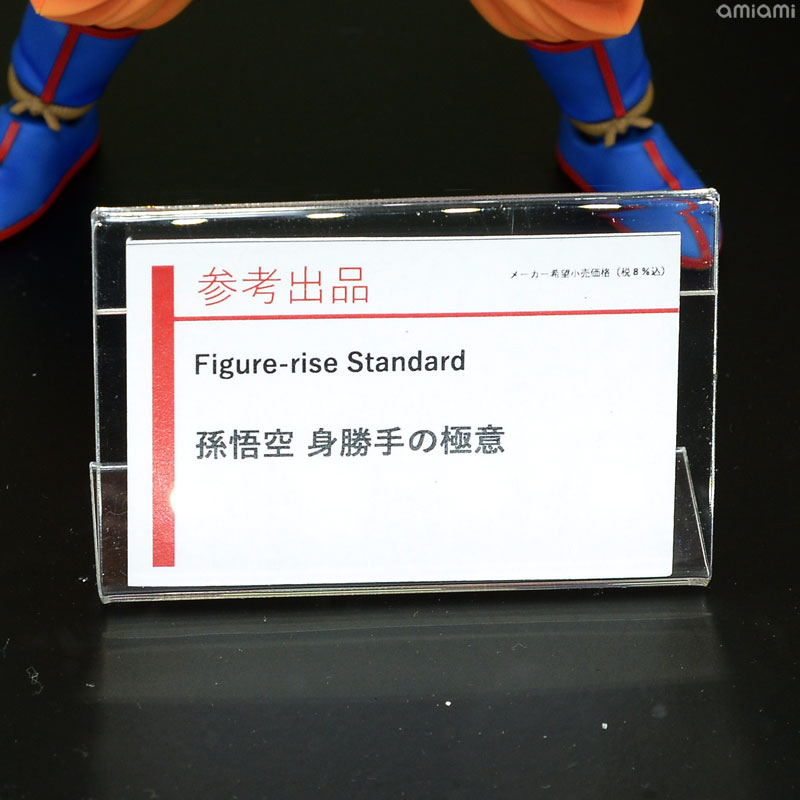 amiami
参考出品
メーカー希望小売価格（税8%込）
Figure-rise Standard
孫悟空 身勝手の極意